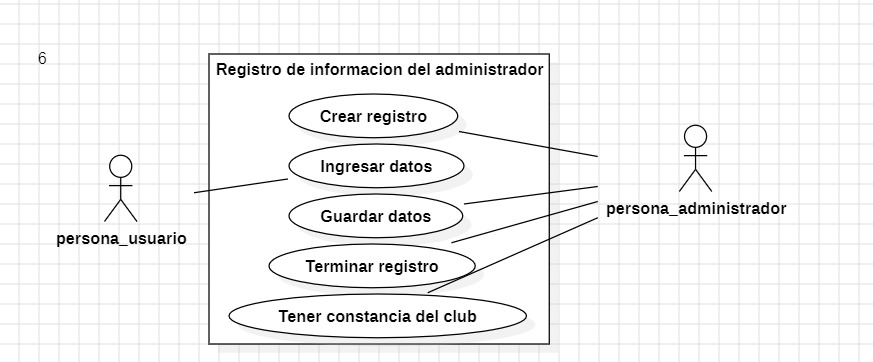 6
Registro de informacion del administrador
Crear registro
Ingresar datos
Guardar datos
Terminar registro
Tener constancia del club
persona_usuario
persona_administrador